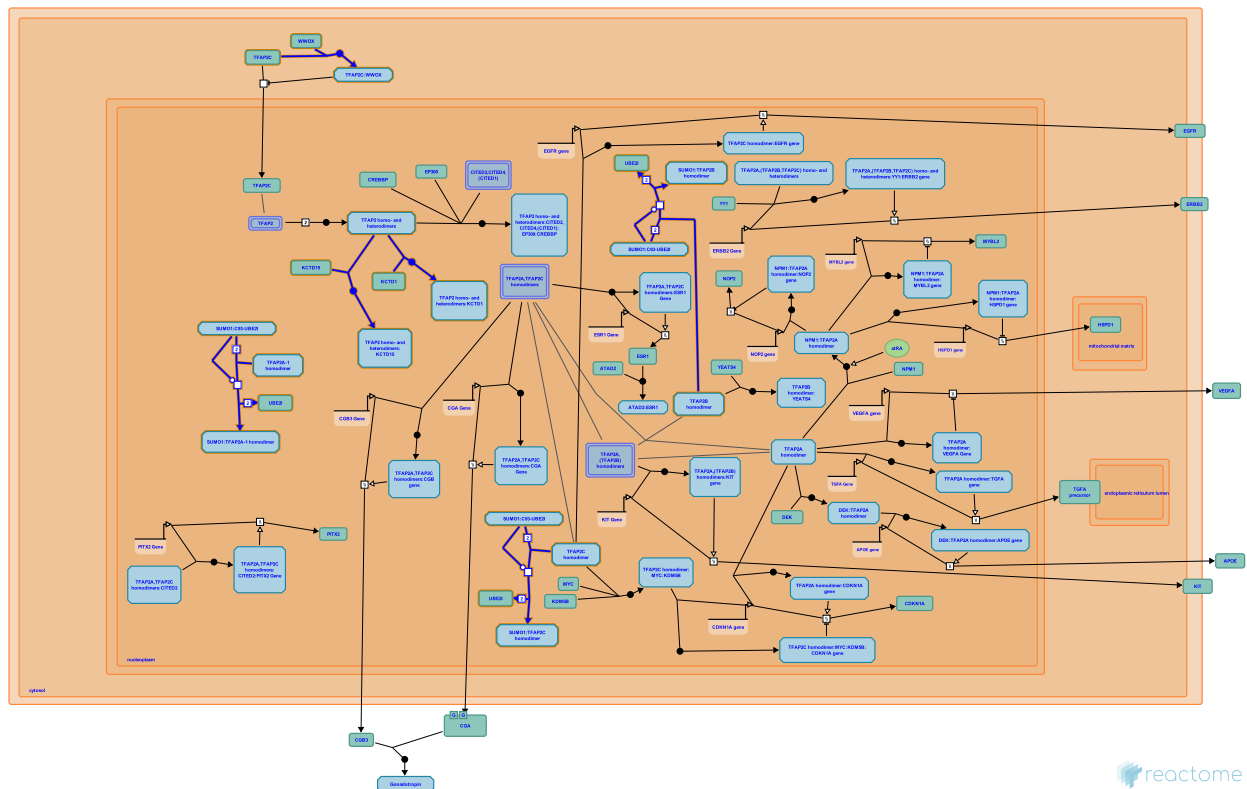 WWOX
TFAP2C
TFAP2C:WWOX
EGFR gene
TFAP2C homodimer:EGFR gene
EGFR
CREBBP
EP300
CITED2,CITED4,
(CITED1)
UBE2I
SUMO1:TFAP2B
homodimer
TFAP2A,(TFAP2B,TFAP2C) homo- and
heterodimers
TFAP2A,(TFAP2B,TFAP2C) homo- and
heterodimers:YY1:ERBB2 gene
TFAP2C
YY1
ERBB2
TFAP2
2
TFAP2 homo- and
heterodimers
TFAP2 homo- and
heterodimers:CITED2,
CITED4,(CITED1):
EP300:CREBBP
2
2
SUMO1:C93-UBE2I
ERBB2 Gene
MYBL2
MYBL2 gene
KCTD15
KCTD1
TFAP2 homo- and
heterodimers:KCTD1
TFAP2A,TFAP2C
homodimers
TFAP2A,TFAP2C
homodimers:ESR1
Gene
NOP2
NPM1:TFAP2A
homodimer:NOP2
gene
NPM1:TFAP2A
homodimer:
MYBL2 gene
NPM1:TFAP2A
homodimer:
HSPD1 gene
HSPD1
mitochondrial matrix
SUMO1:C93-UBE2I
2
TFAP2A-1
homodimer
2
UBE2I
SUMO1:TFAP2A-1 homodimer
TFAP2 homo- and
heterodimers:
KCTD15
ESR1 Gene
ESR1
ATAD2
ATAD2:ESR1
NOP2 gene
NPM1:TFAP2A
homodimer
HSPD1 gene
atRA
NPM1
YEATS4
TFAP2B
homodimer
TFAP2B
homodimer:
YEATS4
VEGFA gene
VEGFA
CGB3 Gene
CGA Gene
TFAP2A,TFAP2C
homodimers:CGB
gene
TFAP2A,TFAP2C
homodimers:CGA
Gene
TFAP2A,
(TFAP2B)
homodimers
TFAP2A,(TFAP2B)
homodimers:KIT
gene
TFAP2A
homodimer
TFAP2A
homodimer:
VEGFA Gene
TGFA Gene
TFAP2A homodimer:TGFA
gene
TGFA
precursor
endoplasmic reticulum lumen
KIT Gene
DEK
DEK:TFAP2A
homodimer
APOE gene
DEK:TFAP2A homodimer:APOE gene
APOE
KIT
PITX2 Gene
PITX2
TFAP2A,TFAP2C
homodimers:CITED2
TFAP2A,TFAP2C
homodimers:
CITED2:PITX2 Gene
SUMO1:C93-UBE2I
2
TFAP2C
homodimer
UBE2I
2
SUMO1:TFAP2C
homodimer
MYC
KDM5B
TFAP2C homodimer:
MYC:KDM5B
TFAP2A homodimer:CDKN1A
gene
CDKN1A
CDKN1A gene
TFAP2C homodimer:MYC:KDM5B:
CDKN1A gene
nucleoplasm
cytosol
G G
CGA
CGB3
Gonadotropin
reactome